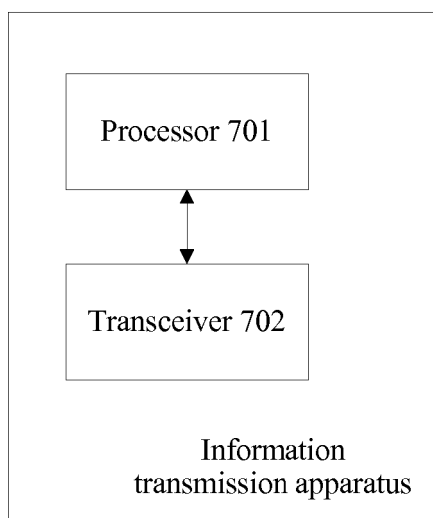 Processor 701
Transceiver 702
Information
transmission apparatus